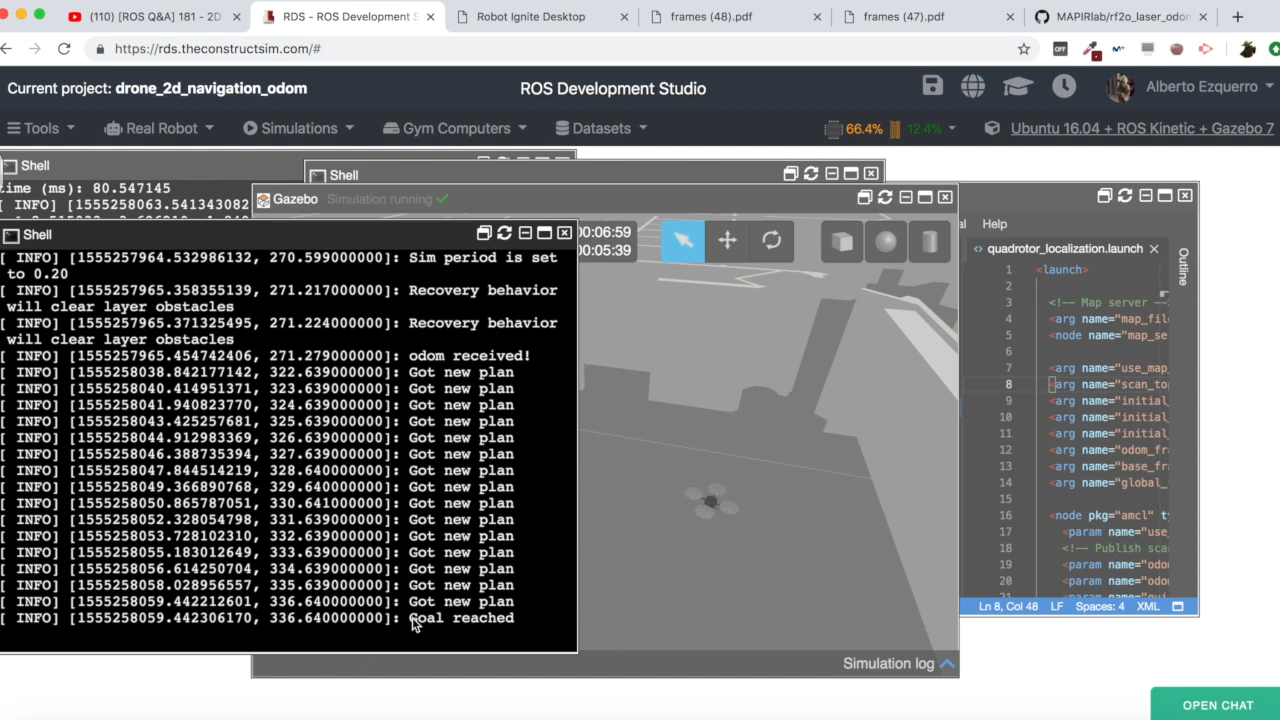 (110) [ROS Q&A] 181 - 2D
RDS - ROS Development S
Robot Ignite Desktop
frames (48).pdf
frames (47).pdf
MAPIRlab/rf2o_laser_odom
https://rds.theconstructsim.com/#
Current project: drone_2d_navigation_odom
ROS Development Studio
Alberto Ezquerro
Tools
Real Robot
Simulations
Gym Computers
Datasets
66.4%
12.4%
Ubuntu 16.04 + ROS Kinetic + Gazebo 7
Shell
time (ms): 80.547145
[ INFO] [1555258063.541343082
Shell
Gazebo Simulation running
00:06:59
00:05:39
Shell
[ INFO] [1555257964.532986132, 270.599000000]: Sim period is set
to 0.20
[ INFO] [1555257965.358355139, 271.217000000]: Recovery behavior
will clear layer obstacles
[ INFO] [1555257965.371325495, 271.224000000]: Recovery behavior
will clear layer obstacles
[ INFO] [1555257965.454742406, 271.279000000]: odom received!
[ INFO] [1555258038.842177142, 322.639000000]: Got new plan
[ INFO] [1555258040.414951371, 323.639000000]: Got new plan
[ INFO] [1555258041.940823770, 324.639000000]: Got new plan
[ INFO] [1555258043.425257681, 325.639000000]: Got new plan
[ INFO] [1555258044.912983369, 326.639000000]: Got new plan
[ INFO] [1555258046.388735394, 327.639000000]: Got new plan
[ INFO] [1555258047.844514219, 328.640000000]: Got new plan
[ INFO] [1555258049.366890768, 329.640000000]: Got new plan
[ INFO] [1555258050.865787051, 330.641000000]: Got new plan
[ INFO] [1555258052.328054798, 331.639000000]: Got new plan
[ INFO] [1555258053.728102310, 332.639000000]: Got new plan
[ INFO] [1555258055.183012649, 333.639000000]: Got new plan
[ INFO] [1555258056.614250704, 334.639000000]: Got new plan
[ INFO] [1555258058.028956557, 335.639000000]: Got new plan
[ INFO] [1555258059.442212601, 336.640000000]: Got new plan
[ INFO] [1555258059.442306170, 336.640000000]: Goal reached
Simulation log
al Help
quadrotor_localization.launch
Outline
1 <launch>
2
3 <!-- Map server --
4 <arg name="map_fil
5 <node name="map_se
6
7 <arg name="use_map_
8 <arg name="scan_to
9 <arg name="initial_
10 <arg name="initial_
11 <arg name="initial_
12 <arg name="odom_fr
13 <arg name="base_fr
14 <arg name="global_
15
16 <node pkg="amcl" t
17 <param name="use_
18 <!-- Publish sca
19 <param name="odo
20 <param name="odo
21
Ln 8, Col 48 LF Spaces: 4 XML
OPEN CHAT